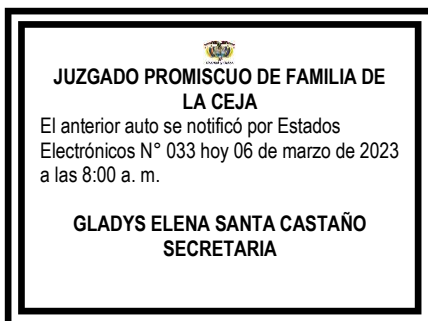 JUZGADO PROMISCUO DE FAMILIA DE
LA CEJA
El anterior auto se notificó por Estados
Electrónicos N° 033 hoy 06 de marzo de 2023
a las 8:00 a. m.
GLADYS ELENA SANTA CASTAÑO
SECRETARIA